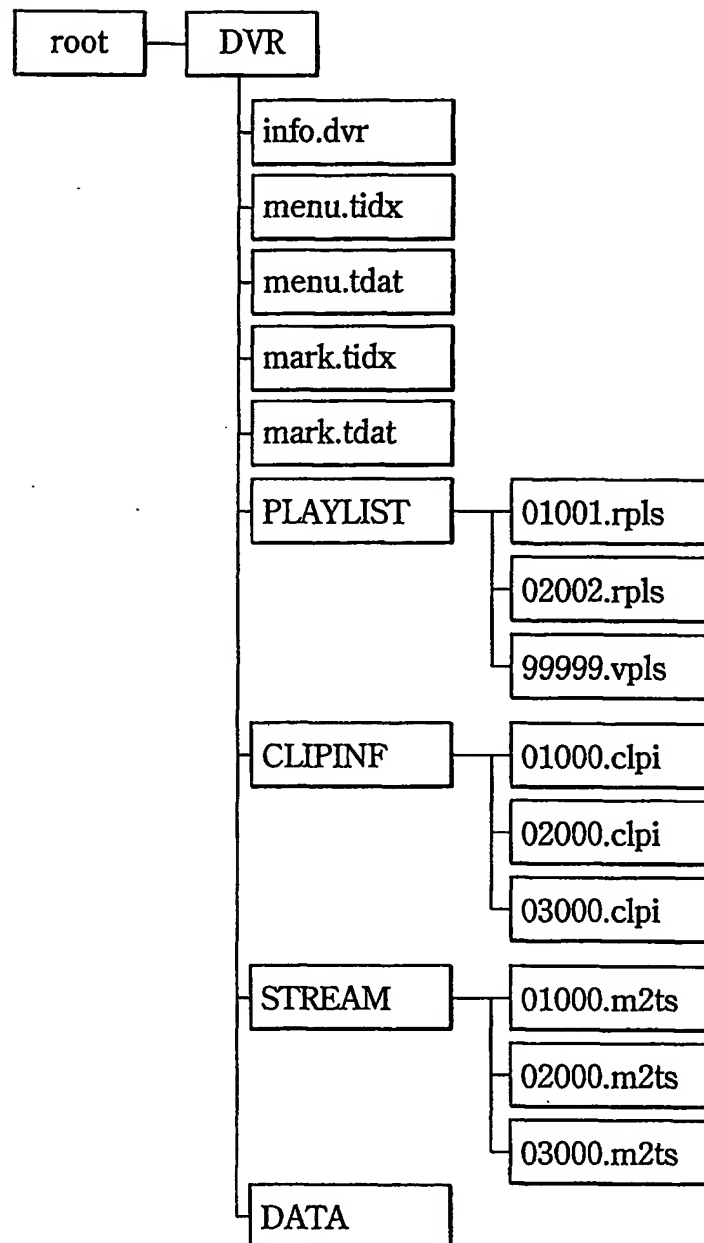 root DVR
info.dvr
menu.tidx
menu.tdat
mark.tidx
mark.tdat
PLAYLIST 01001.rpls
02002.rpls
99999.vpls
CLIPINF 01000.clpi
02000.clpi
03000.clpi
STREAM 01000.m2ts
02000.m2ts
03000.m2ts
DATA